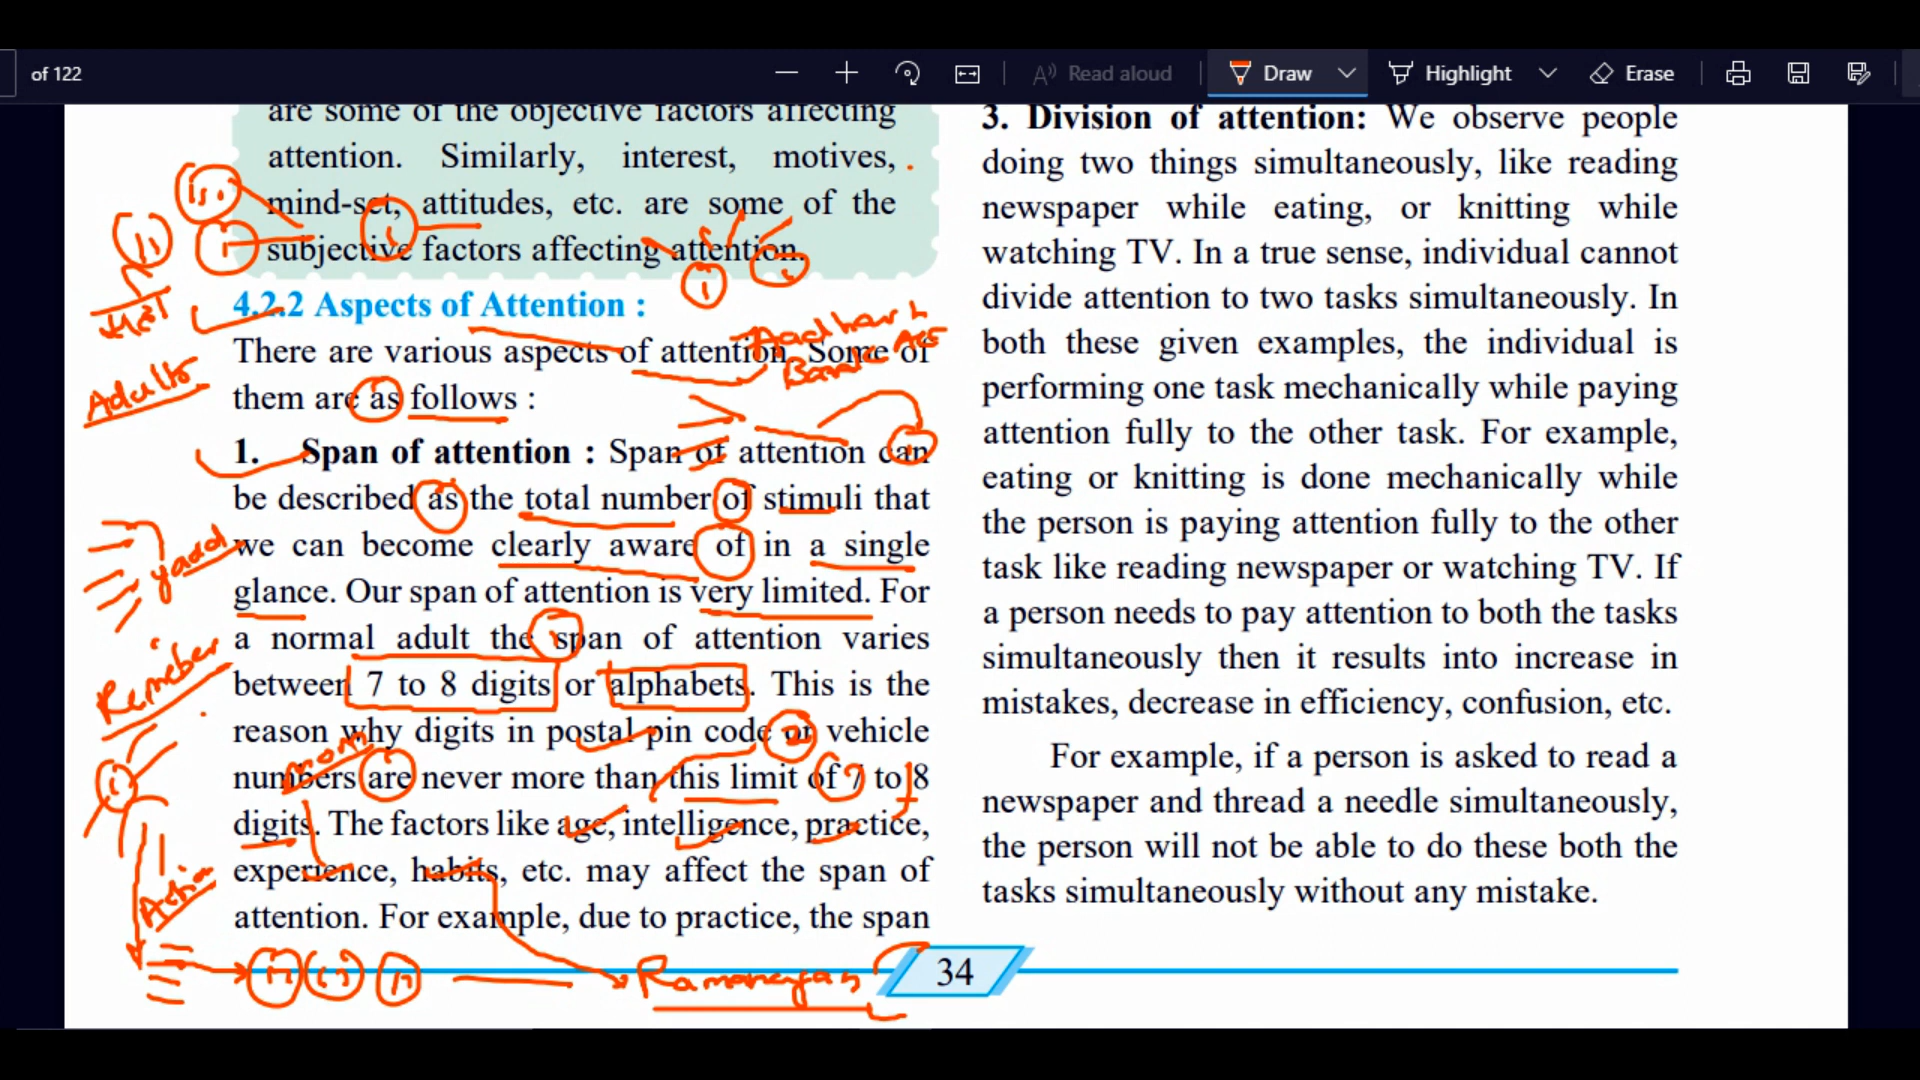 of 122
Read aloud
Draw
Highlight
Erase
are some of the objective factors affecting
attention. Similarly, interest, motives,
mind-set, attitudes, etc. are some of the
subjective factors affecting attention.
4.2.2 Aspects of Attention :
There are various aspects of attention. Some of
them are as follows :
1. Span of attention : Span of attention can
be described as the total number of stimuli that
we can become clearly aware of in a single
glance. Our span of attention is very limited. For
a normal adult the span of attention varies
between 7 to 8 digits or alphabets. This is the
reason why digits in postal pin code or vehicle
numbers are never more than this limit of 7 to 8
digits. The factors like age, intelligence, practice,
experience, habits, etc. may affect the span of
attention. For example, due to practice, the span
Adults
Aadhar
Bank Acc
yaad
Remeber
Action
Ramanayan
3. Division of attention: We observe people
doing two things simultaneously, like reading
newspaper while eating, or knitting while
watching TV. In a true sense, individual cannot
divide attention to two tasks simultaneously. In
both these given examples, the individual is
performing one task mechanically while paying
attention fully to the other task. For example,
eating or knitting is done mechanically while
the person is paying attention fully to the other
task like reading newspaper or watching TV. If
a person needs to pay attention to both the tasks
simultaneously then it results into increase in
mistakes, decrease in efficiency, confusion, etc.
For example, if a person is asked to read a
newspaper and thread a needle simultaneously,
the person will not be able to do these both the
tasks simultaneously without any mistake.
34